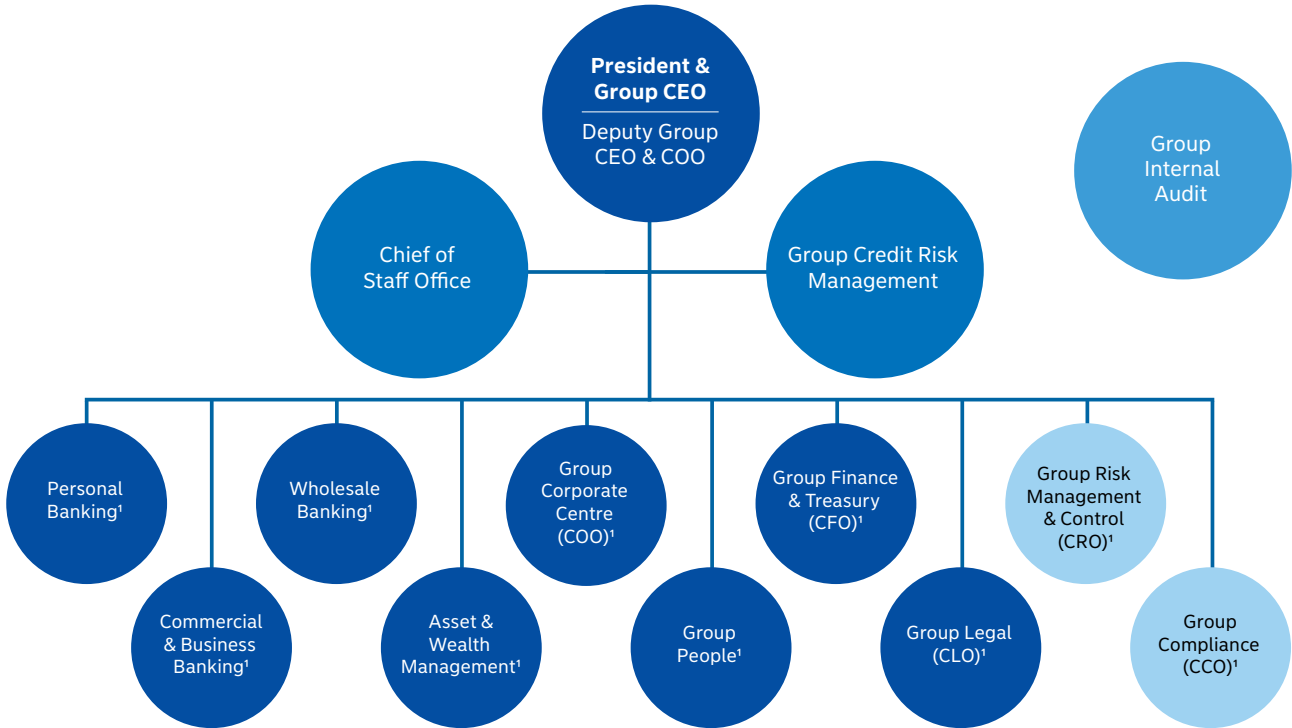 President &
Group CEO
Deputy Group
CEO & COO
Group
Internal
Audit
Chief of
Staff Office
Group Credit Risk
Management
Personal
Banking¹
Wholesale
Banking¹
Group
Corporate
Centre
(COO)¹
Group Finance
& Treasury
(CFO)¹
Group Risk
Management
& Control
(CRO)¹
Commercial
& Business
Banking¹
Asset &
Wealth
Management¹
Group
People¹
Group Legal
(CLO)¹
Group
Compliance
(CCO)¹